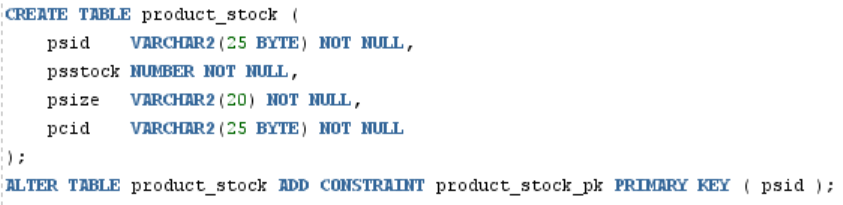 CREATE TABLE product_stock (
    psid    VARCHAR2(25 BYTE) NOT NULL,
    psstock NUMBER NOT NULL,
    psize   VARCHAR2(20) NOT NULL,
    pcid    VARCHAR2(25 BYTE) NOT NULL
);
ALTER TABLE product_stock ADD CONSTRAINT product_stock_pk PRIMARY KEY ( psid );